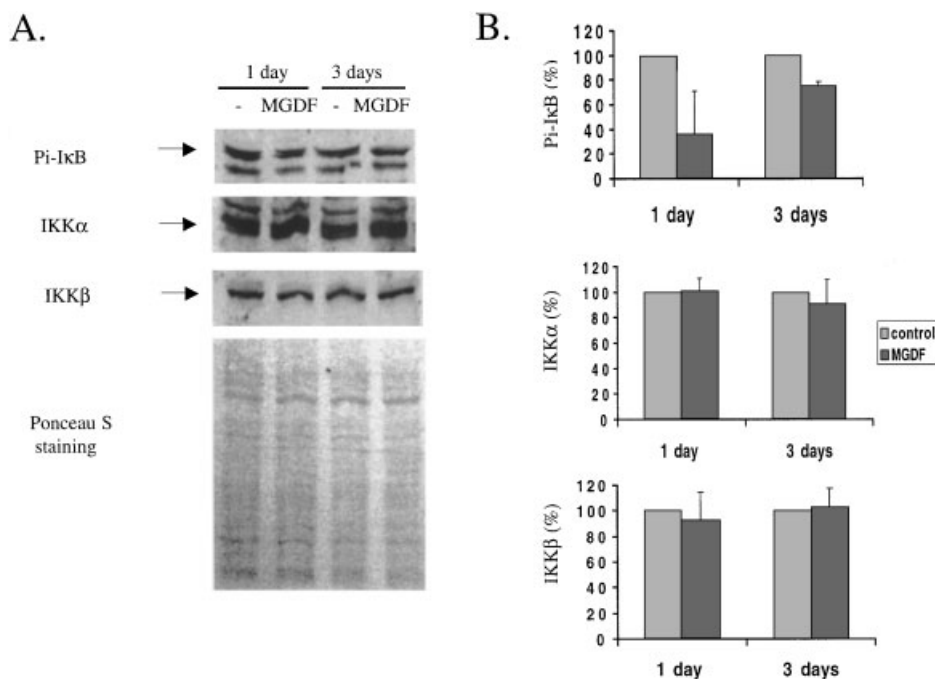 A.
1 day 3 days
- MGDF - MGDF
Pi-IκB
IKKα
IKKβ
Ponceau S
staining
B.
Pi-IκB (%)
120
100
80
60
40
20
0
1 day 3 days
IKKα (%)
120
100
80
60
40
20
0
1 day 3 days
control
MGDF
IKKβ (%)
120
100
80
60
40
20
0
1 day 3 days